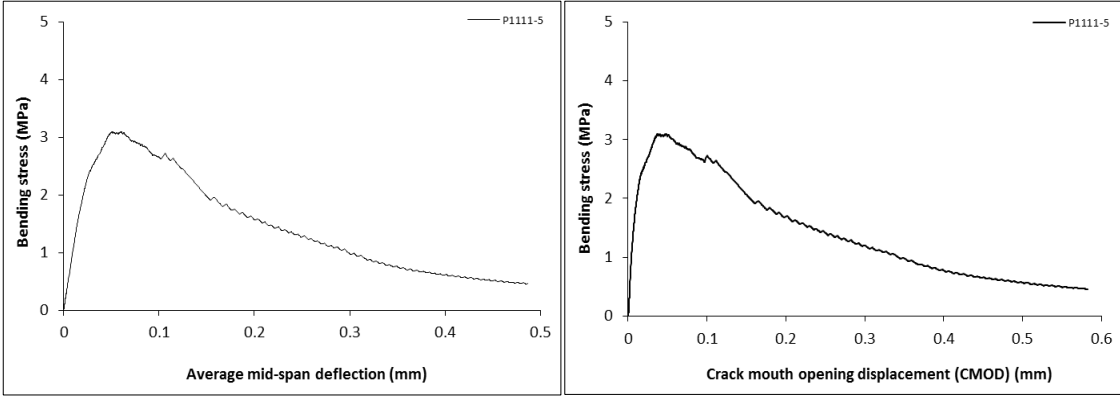 P1111-5
5
4
3
2
1
0
Bending stress (MPa)
0 0.1 0.2 0.3 0.4 0.5
Average mid-span deflection (mm)
P1111-5
5
4
3
2
1
0
Bending stress (MPa)
0 0.1 0.2 0.3 0.4 0.5 0.6
Crack mouth opening displacement (CMOD) (mm)